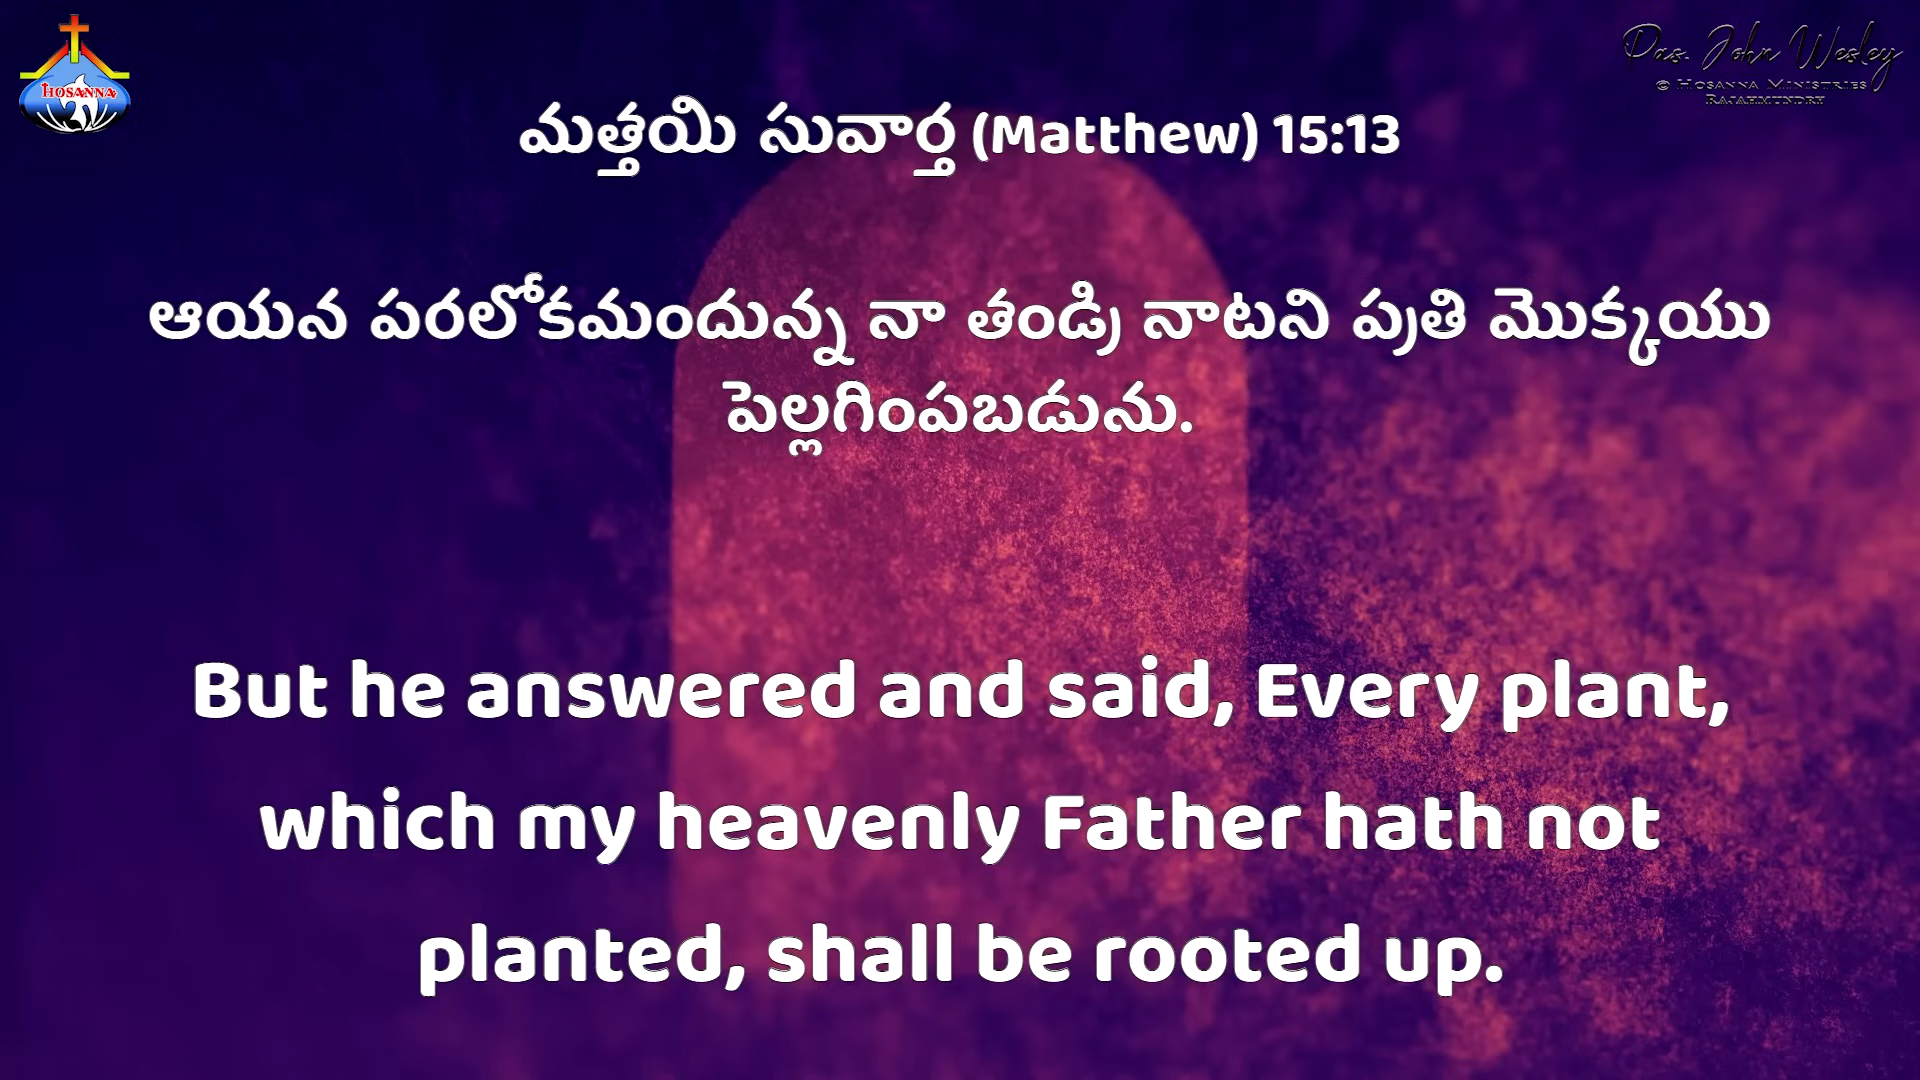 HOSANNA
Pas. John Wesley
© HOSANNA MINISTRIES
RAJAHMUNDRY
మత్తయి సువార్త (Matthew) 15:13
ఆయన పరలోకమందున్న నా తండ్రి నాటని ప్రతి మొక్కయు
పెల్లగింపబడును.
But he answered and said, Every plant,
which my heavenly Father hath not
planted, shall be rooted up.